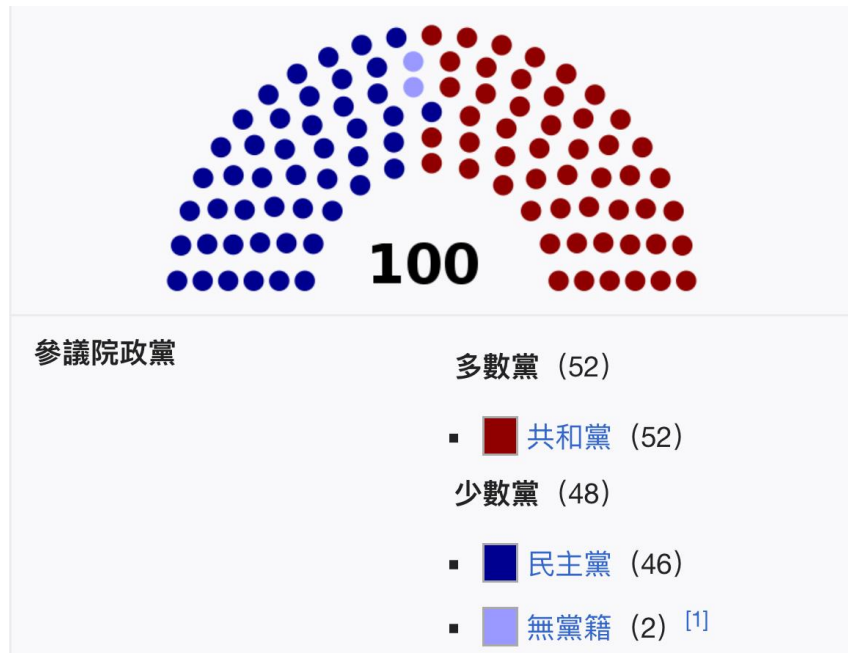 100
參議院政黨
多數黨（52）
▪ 共和黨（52）
少數黨（48）
▪ 民主黨（46）
▪ 無黨籍（2）[1]